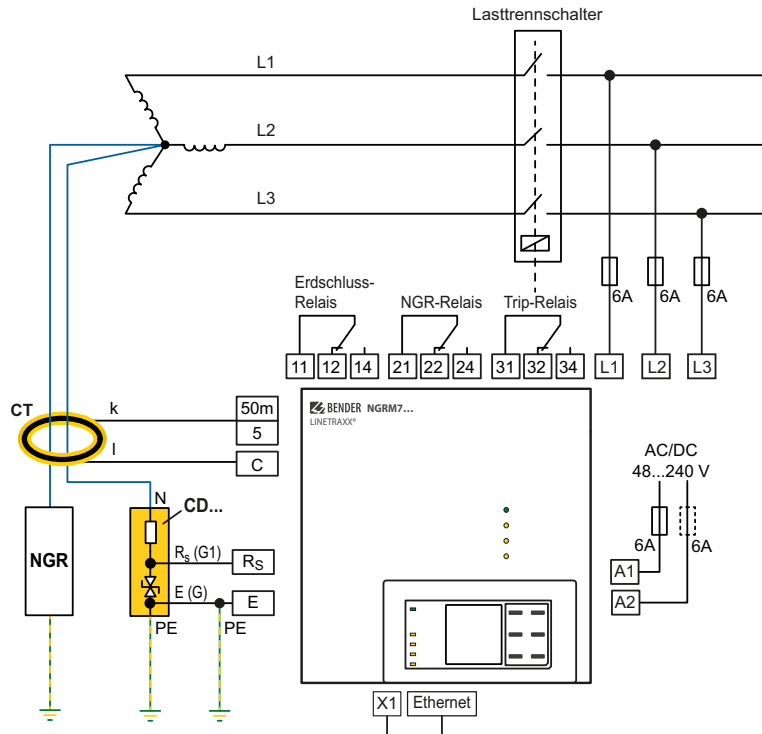 Lasttrennschalter
L1
L2
L3
6A
6A
6A
Erdschluss-
Relais
NGR-Relais
Trip-Relais
11
12
14
21
22
24
31
32
34
L1
L2
L3
CT
k
50m
5
l
C
BENDER NGRM7...
LINETRAXX®
AC/DC
48...240 V
6A
6A
N
CD...
NGR
RS (G1)
RS
E (G)
E
PE
PE
A1
A2
X1
Ethernet